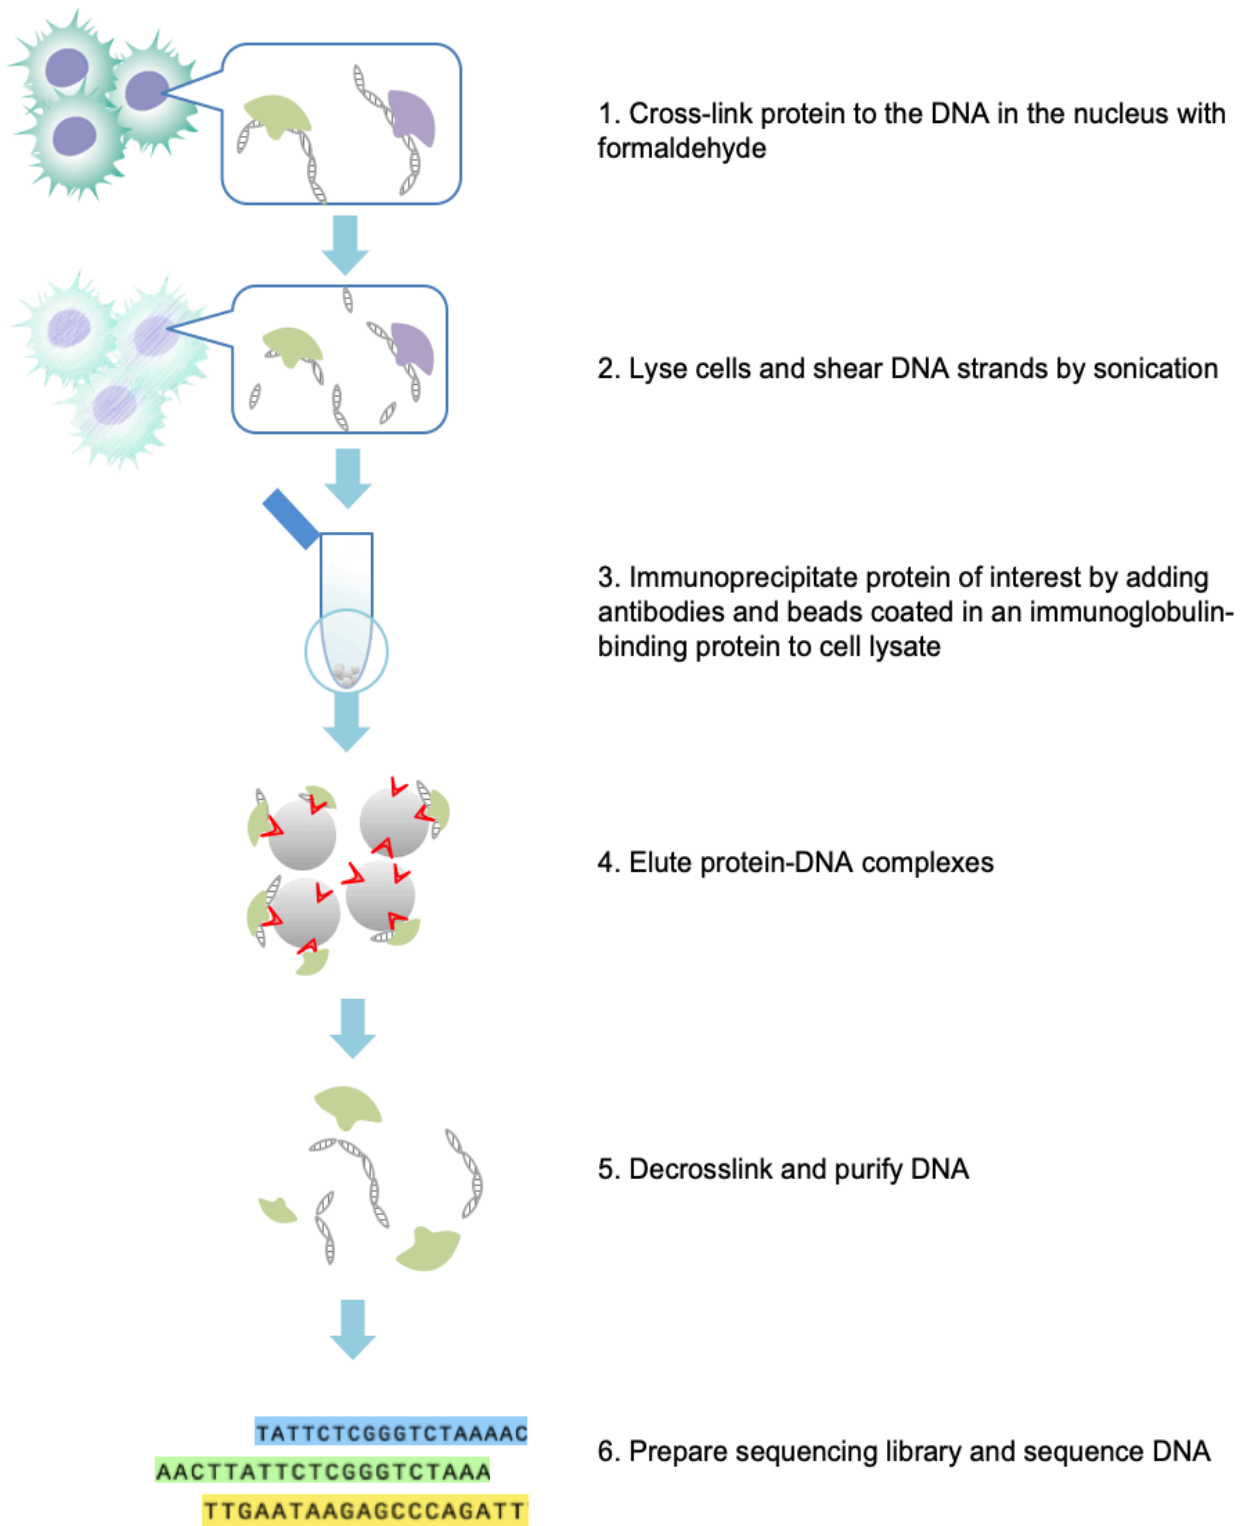 1. Cross-link protein to the DNA in the nucleus with
formaldehyde
2. Lyse cells and shear DNA strands by sonication
3. Immunoprecipitate protein of interest by adding
antibodies and beads coated in an immunoglobulin-
binding protein to cell lysate
4. Elute protein-DNA complexes
5. Decrosslink and purify DNA
TATTCTCGGGTCTAAAAC
6. Prepare sequencing library and sequence DNA
AACTTATTCTCGGGTCTAAA
TTGAATAAGAGCCCAGATT